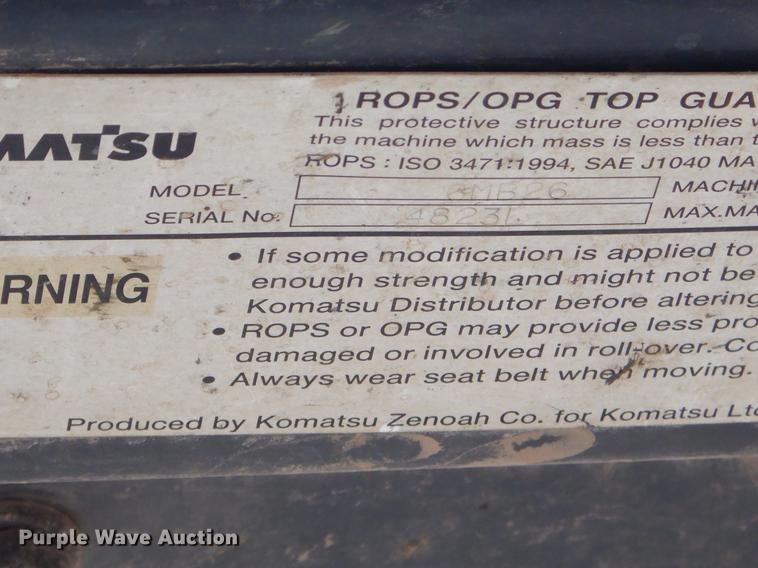 ROPS/OPG TOP GUA
This protective structure complies w
MATSU
the machine which mass is less than t
ROPS : ISO 3471:1994, SAE J1040 MA
MODEL 6MB26 MACHI
SERIAL No. 48231 MAX.MA
RNING
• If some modification is applied to
enough strength and might not be
Komatsu Distributor before altering
• ROPS or OPG may provide less pro
damaged or involved in roll-over. Co
• Always wear seat belt when moving.
Produced by Komatsu Zenoah Co. for Komatsu Ltd
Purple Wave Auction